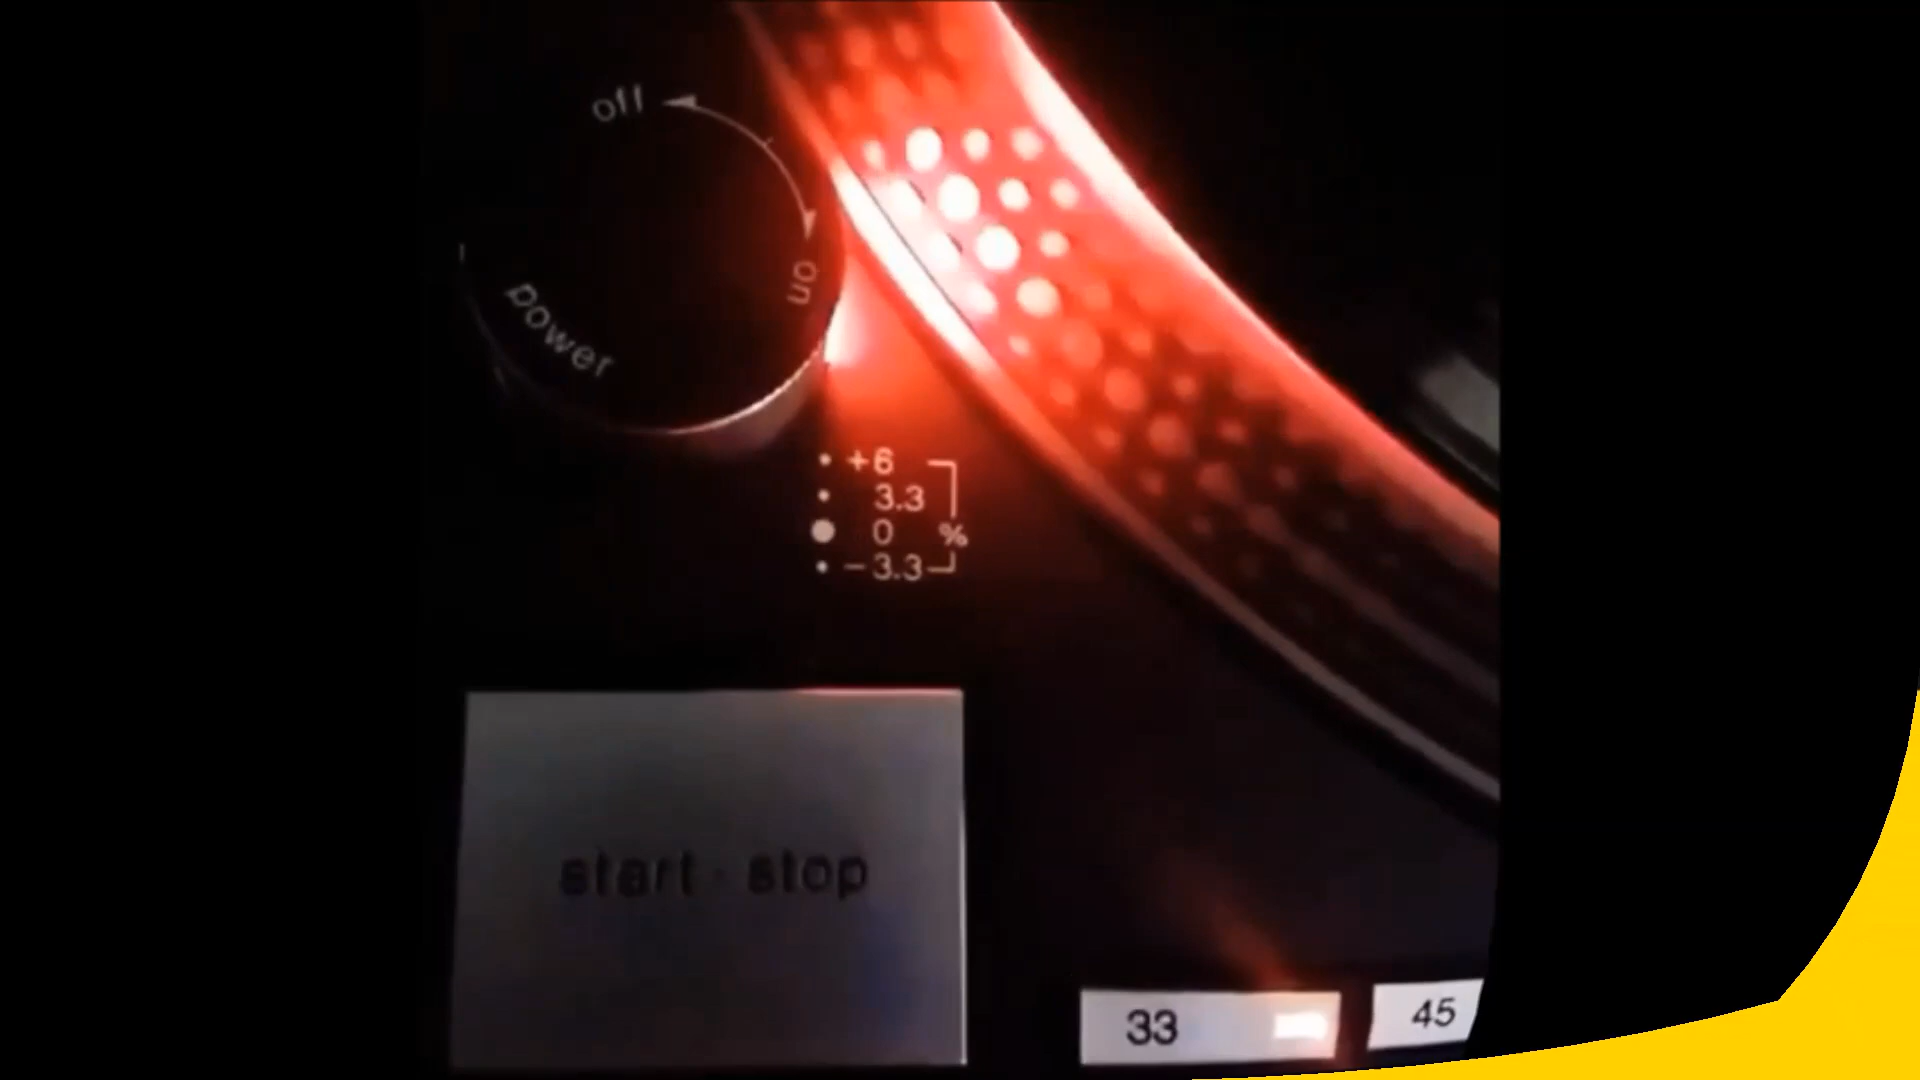 off
on
power
+6
3.3
0 %
−3.3
start · stop
33
45